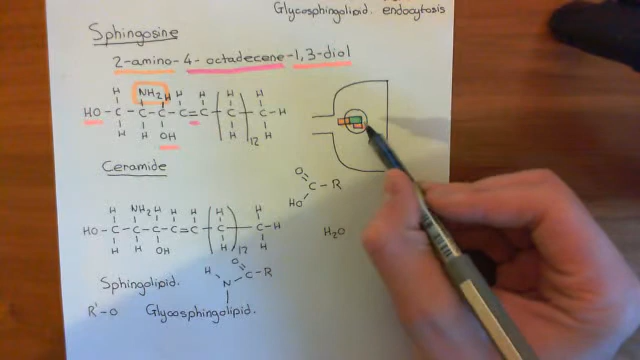 Glycosphingolipid. endocytosis
Sphingosine
2-amino-4-octadecene-1,3-diol
H NH2 H H H H
HO-C-C-C-C=C-(C)-C-H
H H OH H 12 H
Ceramide
O
C-R
HO
H NH2 H H H H H
HO-C-C-C-C=C-(C)-C-H
H H OH H 12 H
H2O
Sphingolipid.
O
H C-R
N
R'-O Glycosphingolipid.